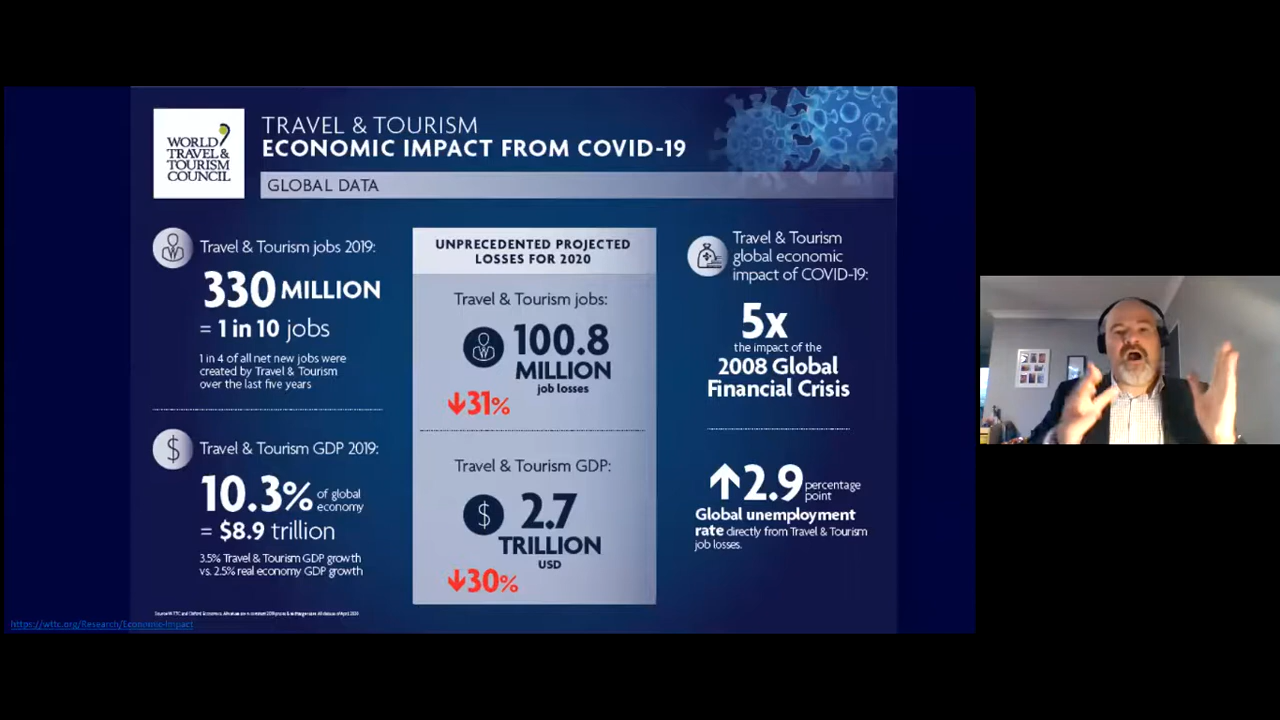 WORLD
TRAVEL &
TOURISM
COUNCIL
TRAVEL & TOURISM
ECONOMIC IMPACT FROM COVID-19
GLOBAL DATA
Travel & Tourism jobs 2019:
330 MILLION
= 1 in 10 jobs
1 in 4 of all net new jobs were
created by Travel & Tourism
over the last five years
Travel & Tourism GDP 2019:
10.3% of global
economy
= $8.9 trillion
3.5% Travel & Tourism GDP growth
vs. 2.5% real economy GDP growth
UNPRECEDENTED PROJECTED
LOSSES FOR 2020
Travel & Tourism jobs:
100.8
MILLION
job losses
31%
Travel & Tourism GDP:
$
2.7
TRILLION
USD
30%
Travel & Tourism
global economic
impact of COVID-19:
5x
the impact of the
2008 Global
Financial Crisis
2.9 percentage
point
Global unemployment
rate directly from Travel & Tourism
job losses.
https://wttc.org/Research/Economic-Impact